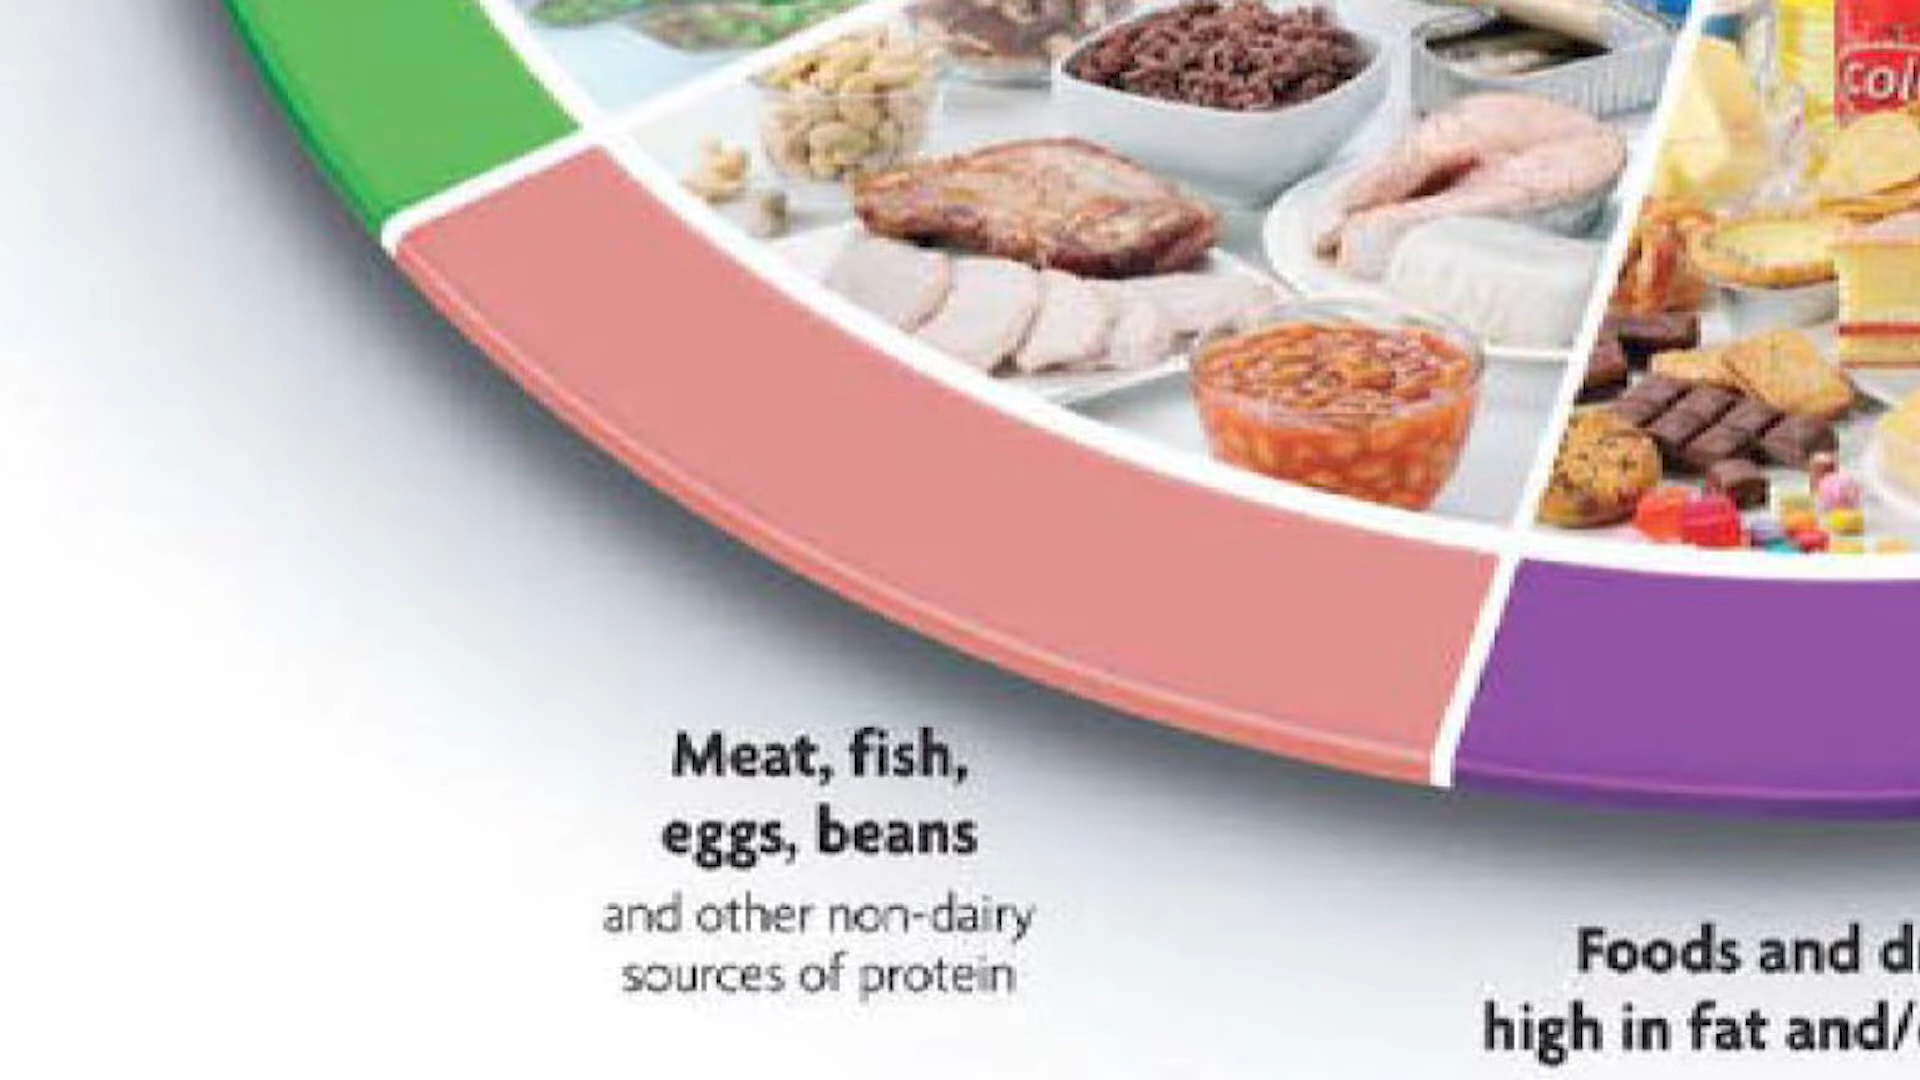 Meat, fish,
eggs, beans
and other non-dairy
sources of protein
Foods and
high in fat and/